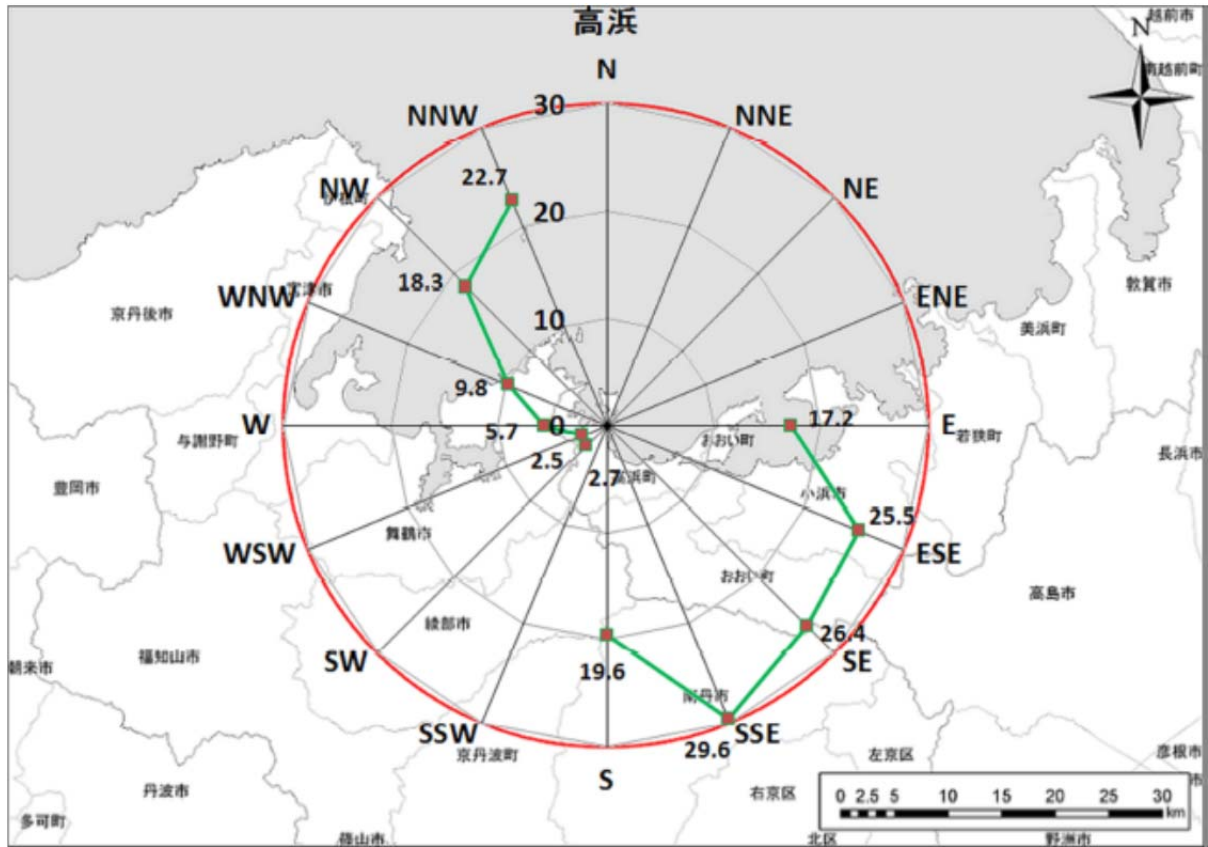 高浜
越前市
N
南越前町
N
30
NNW
NNE
22.7
NW
NE
20
18.3
WNW
宮津市
ENE
敦賀市
京丹後市
10
美浜町
9.8
W
5.7
0
17.2
E
与謝野町
おおい町
若狭町
長浜市
2.5
2.7
高浜町
小浜市
豊岡市
25.5
舞鶴市
WSW
ESE
おおい町
高島市
綾部市
26.4
朝来市
福知山市
SW
SE
19.6
南丹市
SSW
SSE
29.6
京丹波町
左京区
彦根市
S
丹波市
右京区
0 2.5 5 10 15 20 25 30
km
多可町
篠山市
北区
野洲市